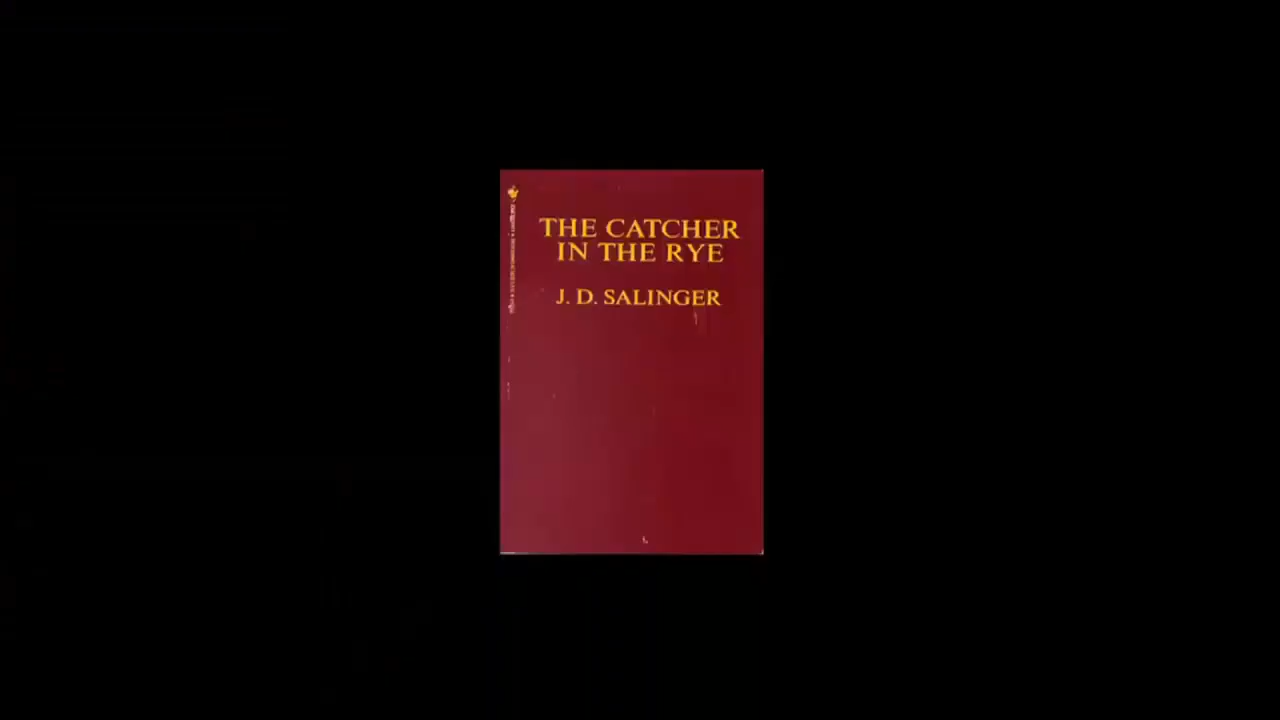 THE CATCHER
IN THE RYE
J. D. SALINGER